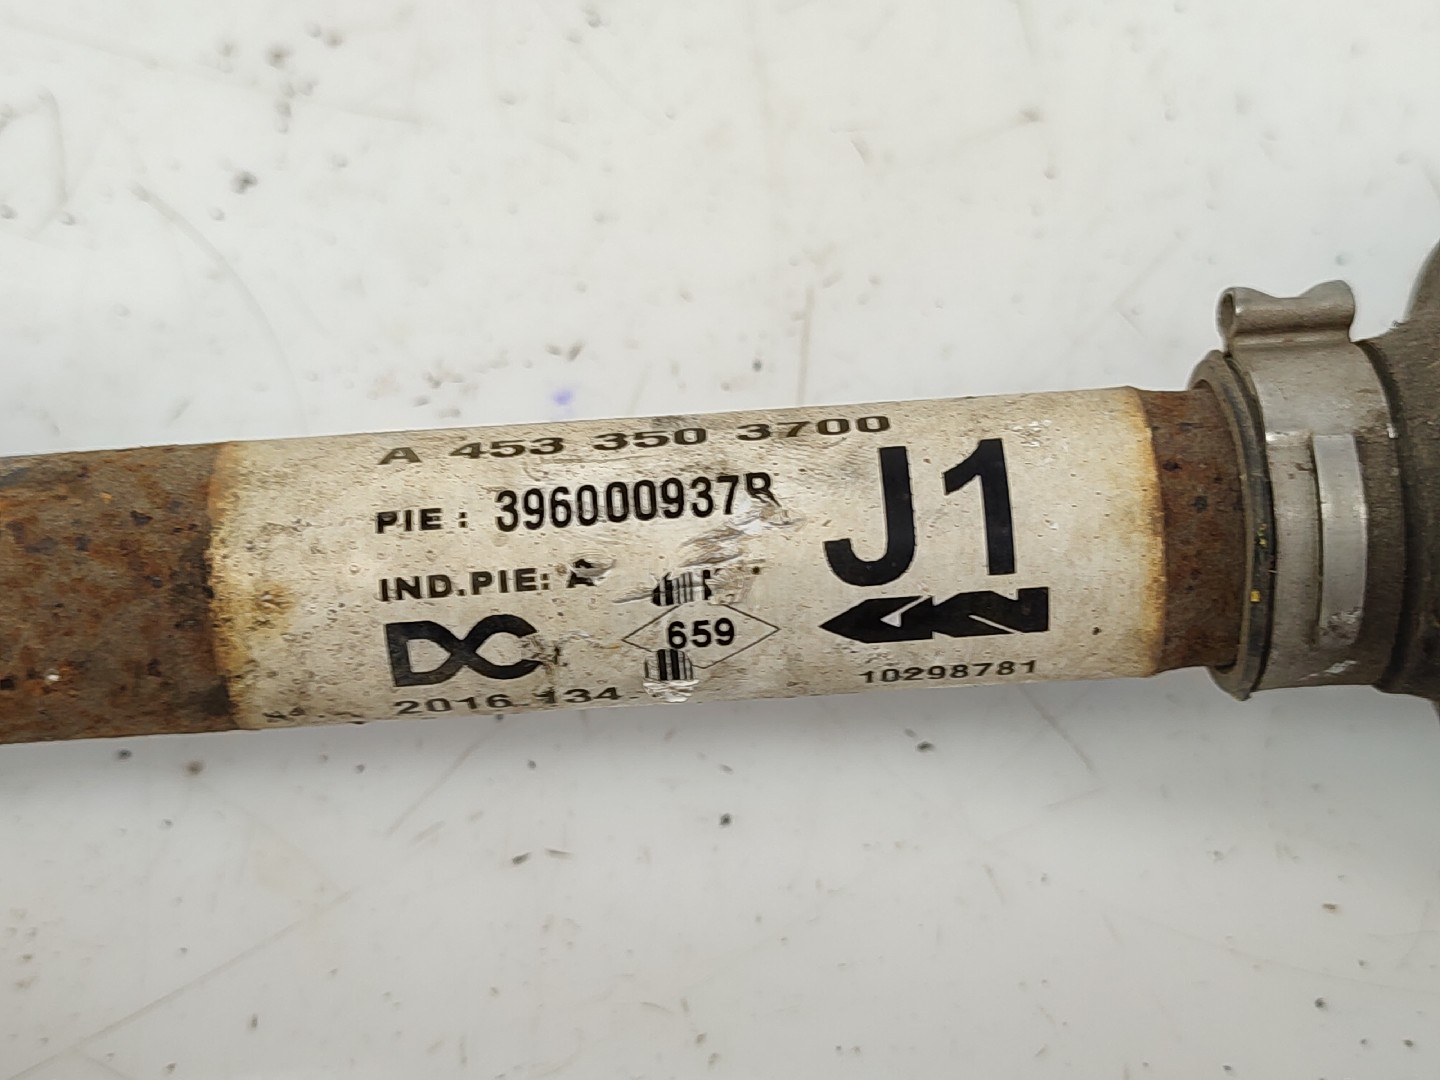 A 453 350 3700
PIE: 396000937R
J1
IND.PIE: A
DC
659
10298781
2016.134